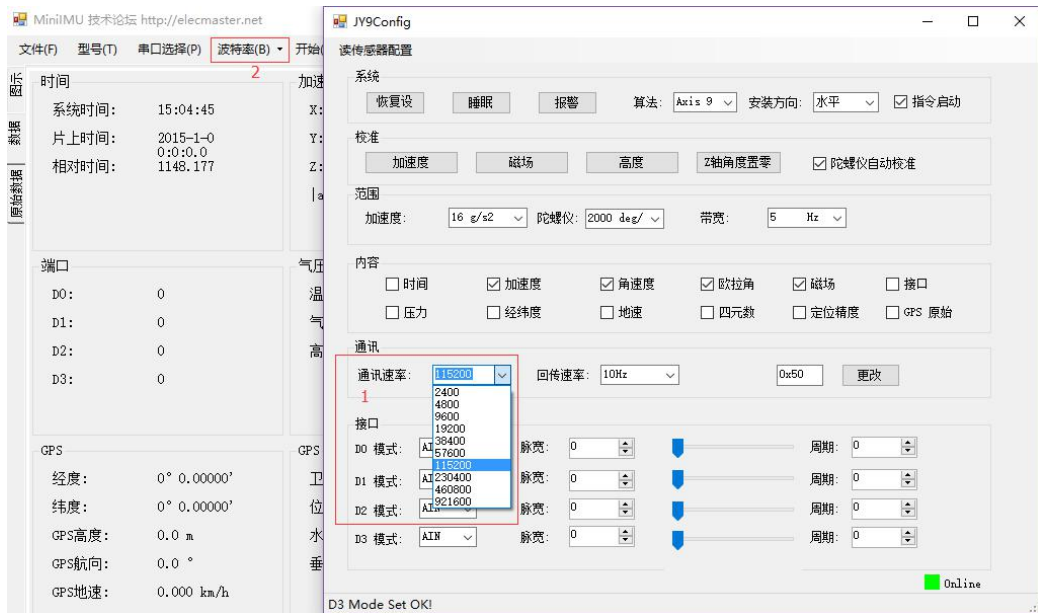 MiniIMU 技术论坛 http://elecmaster.net
文件(F) 型号(T) 串口选择(P) 波特率(B) 开始(
2
图示
数据
原始数据
时间
系统时间: 15:04:45
片上时间: 2015-1-0
0:0:0.0
相对时间: 1148.177
加速
X:
Y:
Z:
|a
端口
D0: 0
D1: 0
D2: 0
D3: 0
气压
温
气
高
GPS
经度: 0° 0.00000'
纬度: 0° 0.00000'
GPS高度: 0.0 m
GPS航向: 0.0 °
GPS地速: 0.000 km/h
GPS
卫
位
水
垂
JY9Config
读传感器配置
系统
恢复设 睡眠 报警 算法: Axis 9 安装方向: 水平 指令启动
校准
加速度 磁场 高度 Z轴角度置零 陀螺仪自动校准
范围
加速度: 16 g/s2 陀螺仪: 2000 deg/ 带宽: 5 Hz
内容
时间 加速度 角速度 欧拉角 磁场 接口
压力 经纬度 地速 四元数 定位精度 GPS 原始
通讯
通讯速率: 115200 回传速率: 10Hz 0x50 更改
1
2400
4800
9600
19200
38400
57600
115200
230400
460800
921600
接口
D0 模式: AI 脉宽: 0 周期: 0
D1 模式: AI 脉宽: 0 周期: 0
D2 模式: AIN 脉宽: 0 周期: 0
D3 模式: AIN 脉宽: 0 周期: 0
Online
D3 Mode Set OK!